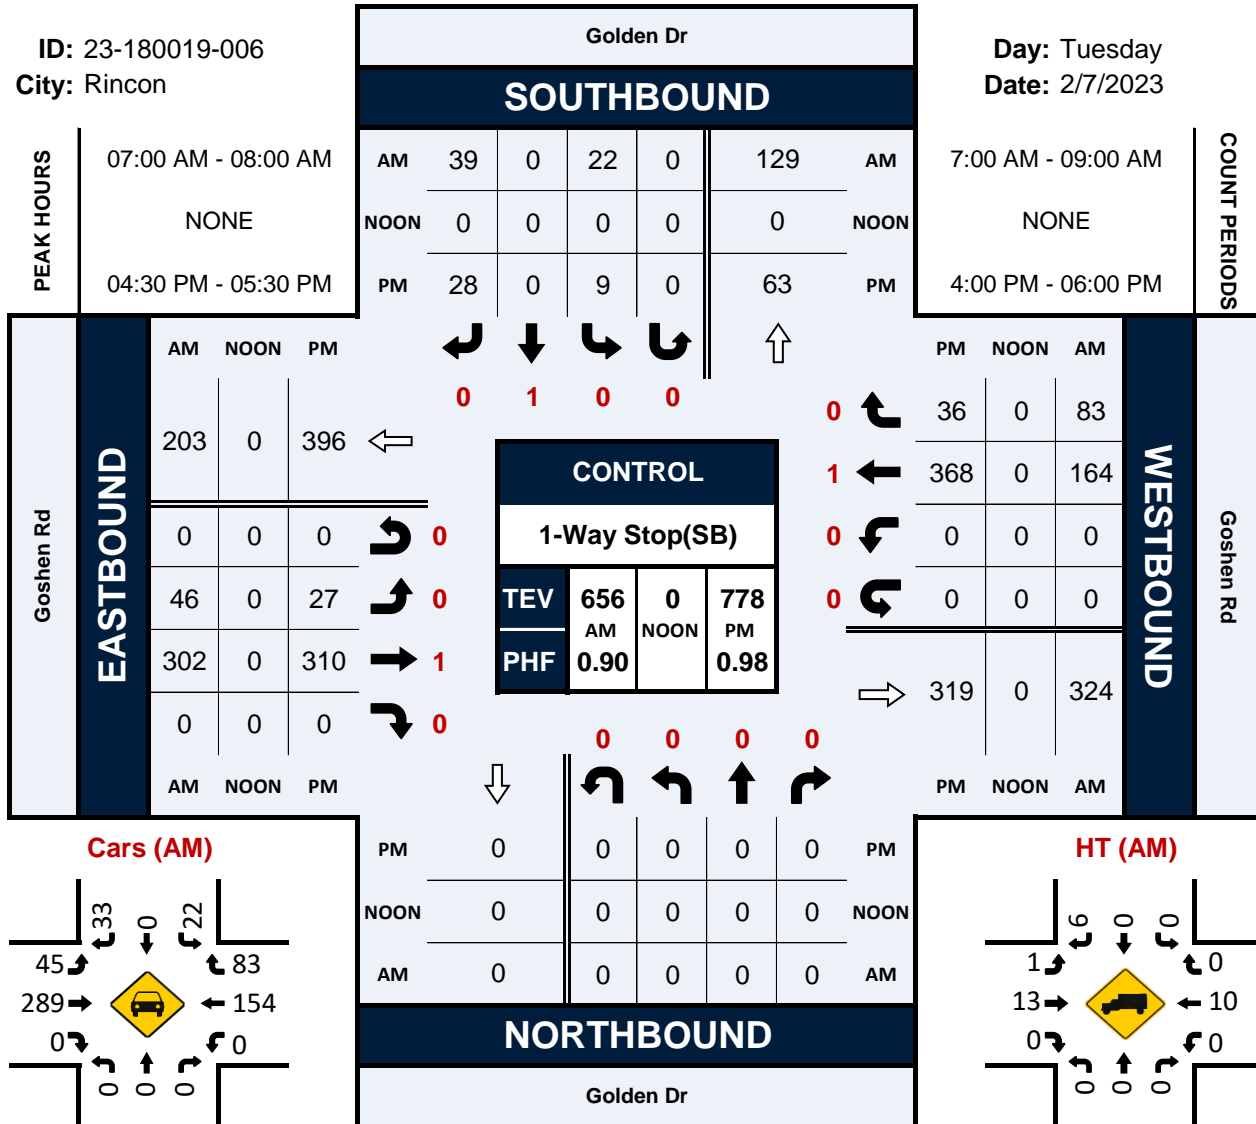 Golden Dr
ID: 23-180019-006
Day: Tuesday
City: Rincon
Date: 2/7/2023
SOUTHBOUND
PEAK HOURS
07:00 AM - 08:00 AM
NONE
04:30 PM - 05:30 PM
AM 39 0 22 0 129 AM
NOON 0 0 0 0 0 NOON
PM 28 0 9 0 63 PM
7:00 AM - 09:00 AM
NONE
4:00 PM - 06:00 PM
COUNT PERIODS
0 1 0 0
Goshen Rd
EASTBOUND
AM NOON PM
203 0 396
0 0 0 0
46 0 27 0
302 0 310 1
0 0 0 0
AM NOON PM
CONTROL
1-Way Stop(SB)
TEV 656 0 778
AM NOON PM
PHF 0.90 0.98
PM NOON AM
0 36 0 83
1 368 0 164
0 0 0 0
0 0 0 0
319 0 324
PM NOON AM
WESTBOUND
Goshen Rd
0 0 0 0
PM 0 0 0 0 0 PM
NOON 0 0 0 0 0 NOON
AM 0 0 0 0 0 AM
NORTHBOUND
Golden Dr
Cars (AM)
33 0 22
45 83
289 154
0 0
0 0 0
HT (AM)
6 0 0
1 0
13 10
0 0
0 0 0